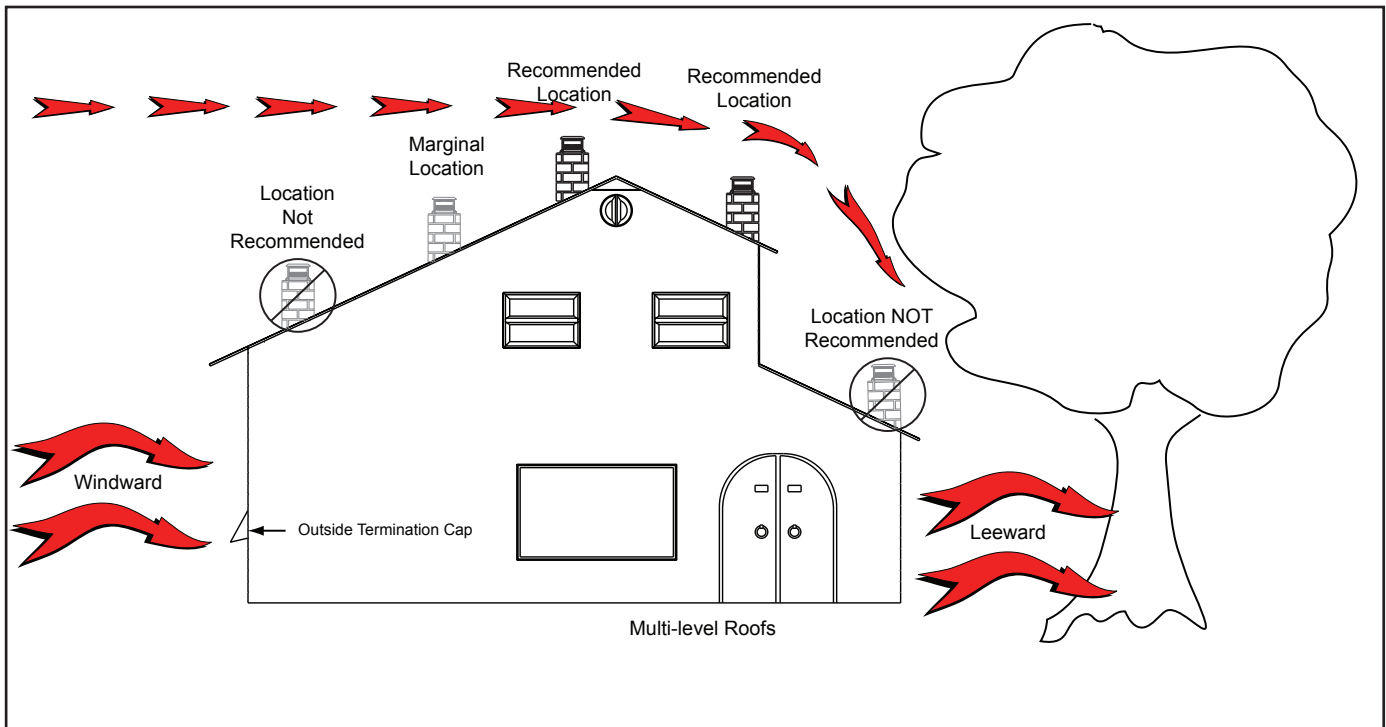 Recommended
Location
Recommended
Location
Marginal
Location
Location
Not
Recommended
Location NOT
Recommended
Windward
Outside Termination Cap
Leeward
Multi-level Roofs